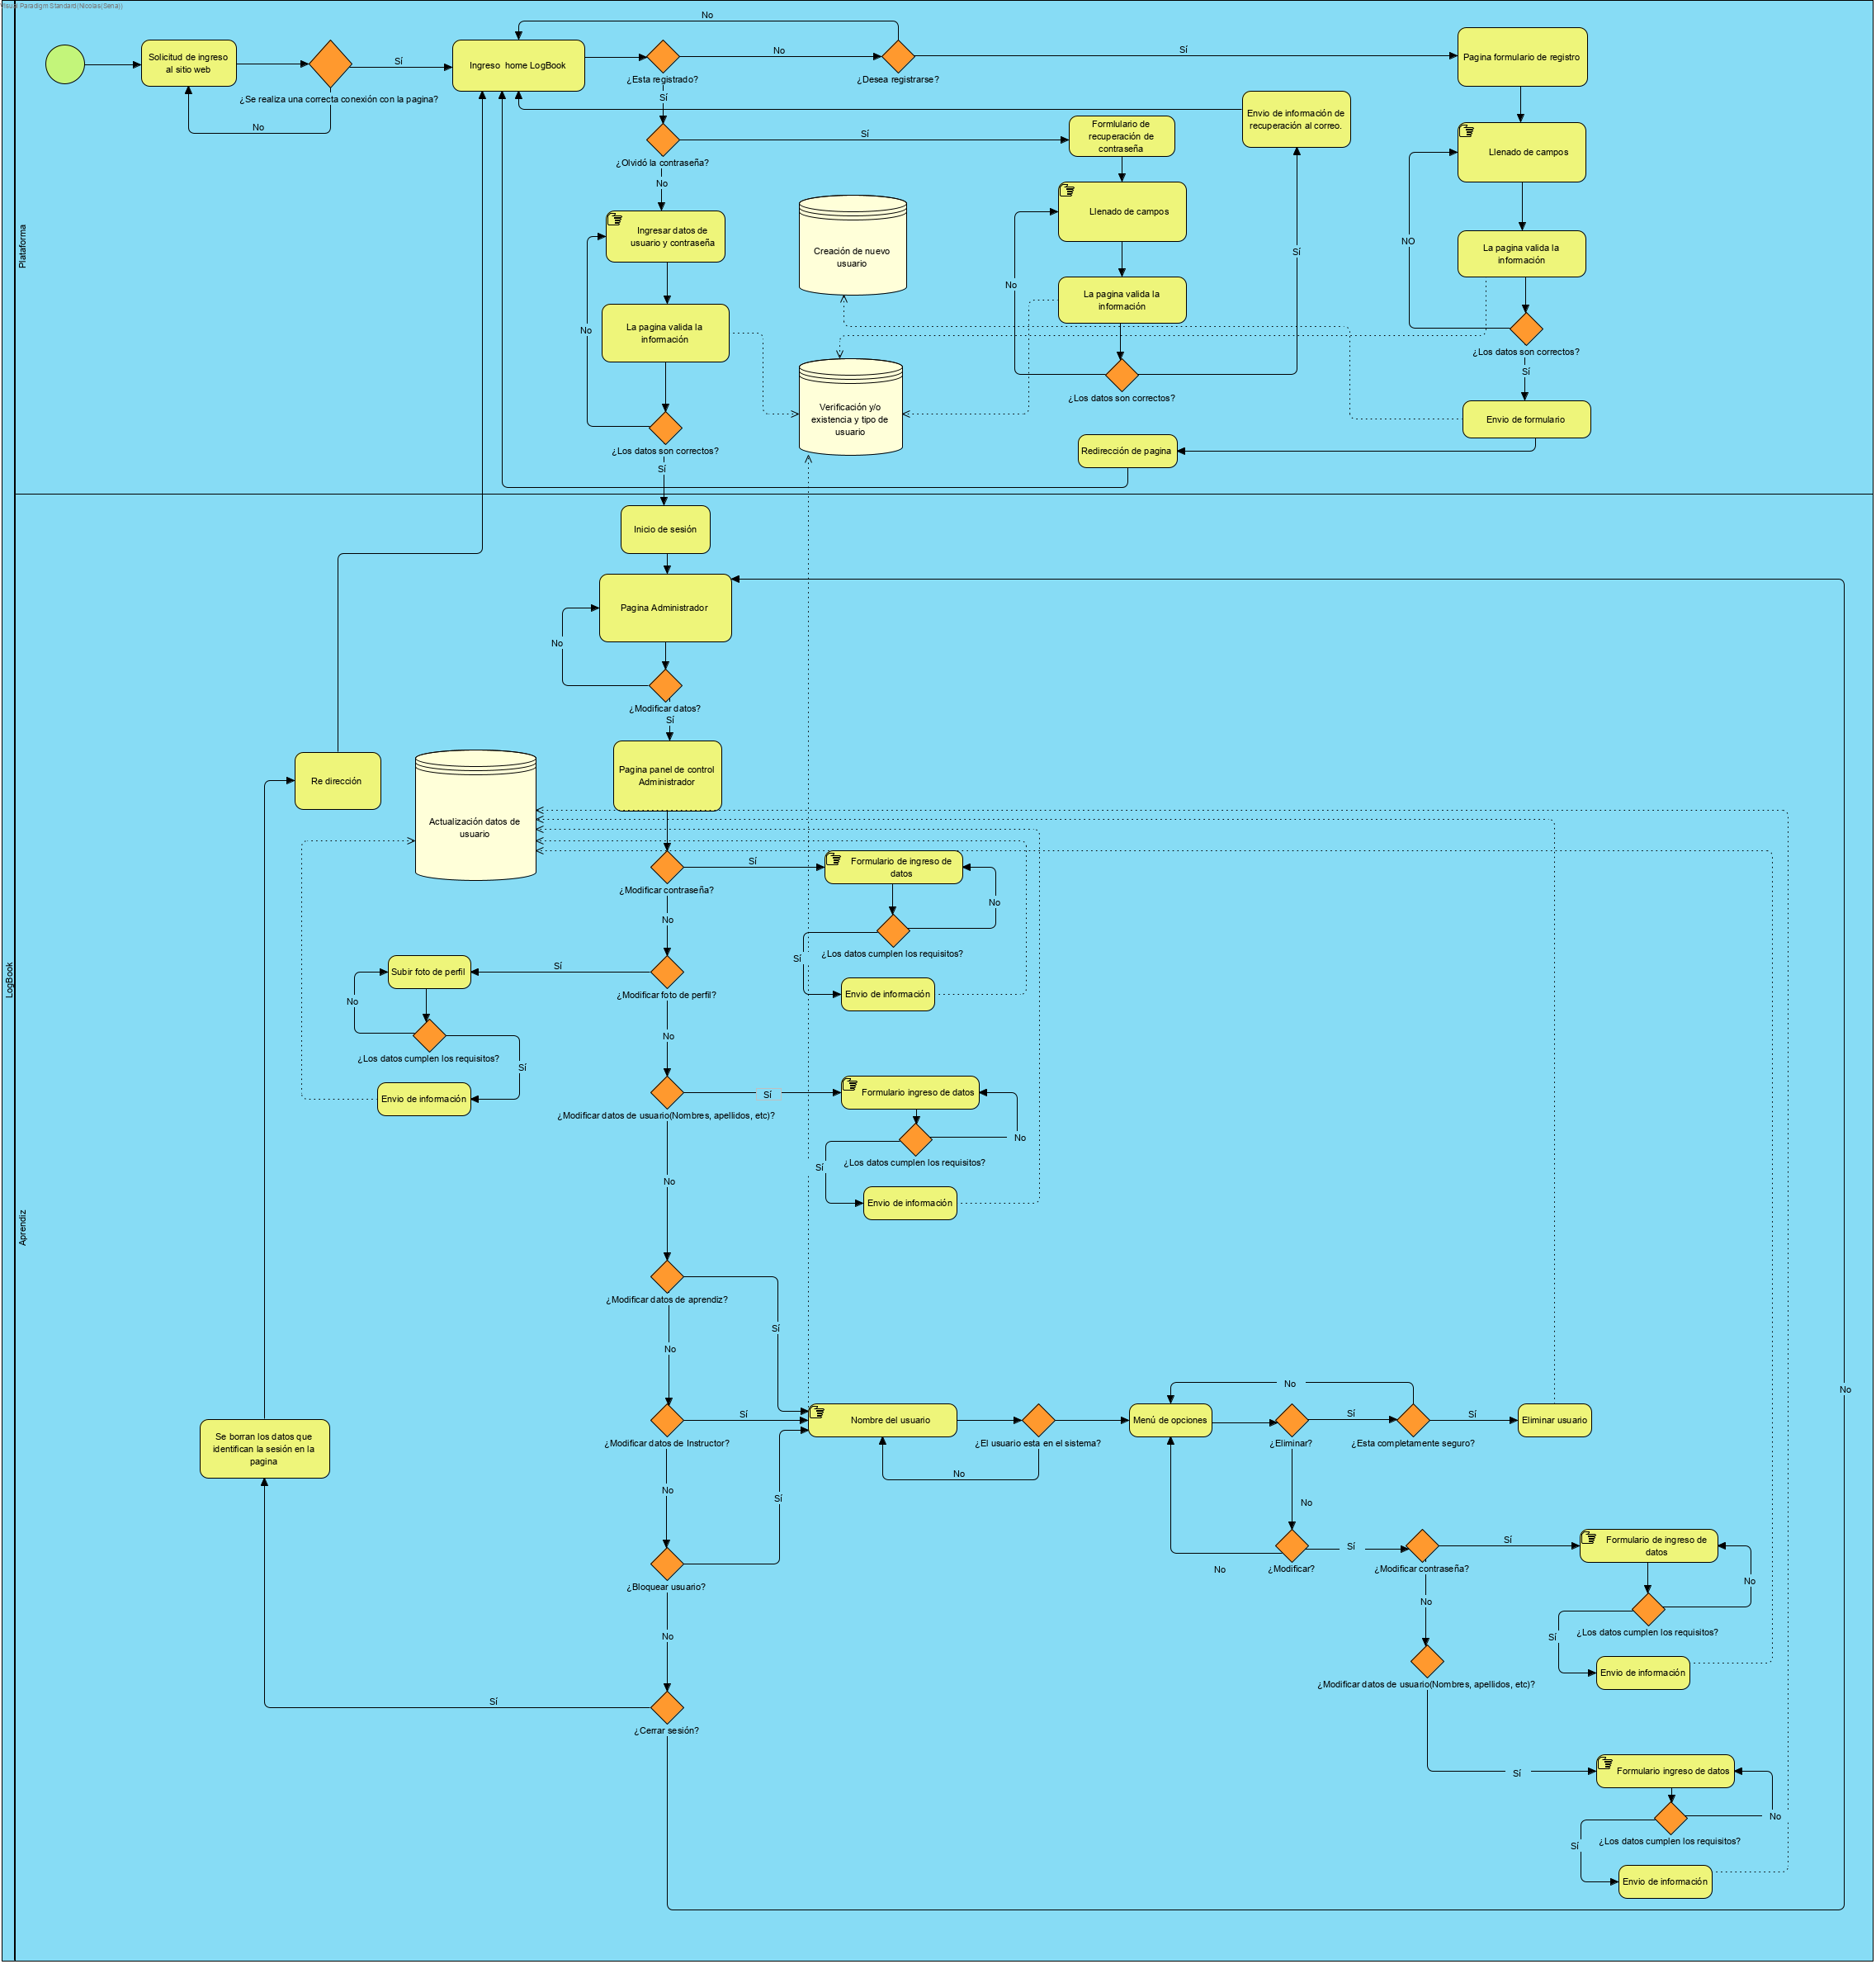 Visual Paradigm Standard(Nicolas(Sena))
No
Solicitud de ingreso
al sitio web
Sí
Ingreso  home LogBook
No
Sí
Pagina formulario de registro
¿Se realiza una correcta conexión con la pagina?
¿Esta registrado?
¿Desea registrarse?
No
Sí
Envio de información de
recuperación al correo.
Formlulario de
recuperación de
contraseña
Sí
¿Olvidó la contraseña?
Llenado de campos
No
Llenado de campos
Ingresar datos de
usuario y contraseña
Plataforma
Creación de nuevo
usuario
Sí
NO
La pagina valida la
información
No
La pagina valida la
información
No
La pagina valida la
información
¿Los datos son correctos?
Sí
¿Los datos son correctos?
Verificación y/o
existencia y tipo de
usuario
Envio de formulario
¿Los datos son correctos?
Redirección de pagina
Sí
Inicio de sesión
Pagina Administrador
No
¿Modificar datos?
Sí
Pagina panel de control
Administrador
Re dirección
Actualización datos de
usuario
Sí
Formulario de ingreso de
datos
¿Modificar contraseña?
No
No
¿Los datos cumplen los requisitos?
Sí
Subir foto de perfil
Sí
LogBook
¿Modificar foto de perfil?
Envio de información
No
No
¿Los datos cumplen los requisitos?
Sí
Envio de información
Sí
Formulario ingreso de datos
¿Modificar datos de usuario(Nombres, apellidos, etc)?
No
¿Los datos cumplen los requisitos?
Sí
No
Envio de información
Aprendiz
¿Modificar datos de aprendiz?
Sí
No
No
No
Sí
Nombre del usuario
Menú de opciones
Sí
Sí
Eliminar usuario
¿Modificar datos de Instructor?
¿El usuario esta en el sistema?
¿Eliminar?
¿Esta completamente seguro?
Se borran los datos que
identifican la sesión en la
pagina
No
No
Sí
No
Sí
Sí
Formulario de ingreso de
datos
No
¿Modificar?
¿Modificar contraseña?
¿Bloquear usuario?
No
No
No
¿Los datos cumplen los requisitos?
Sí
Envio de información
¿Modificar datos de usuario(Nombres, apellidos, etc)?
Sí
¿Cerrar sesión?
Sí
Formulario ingreso de datos
No
¿Los datos cumplen los requisitos?
Sí
Envio de información